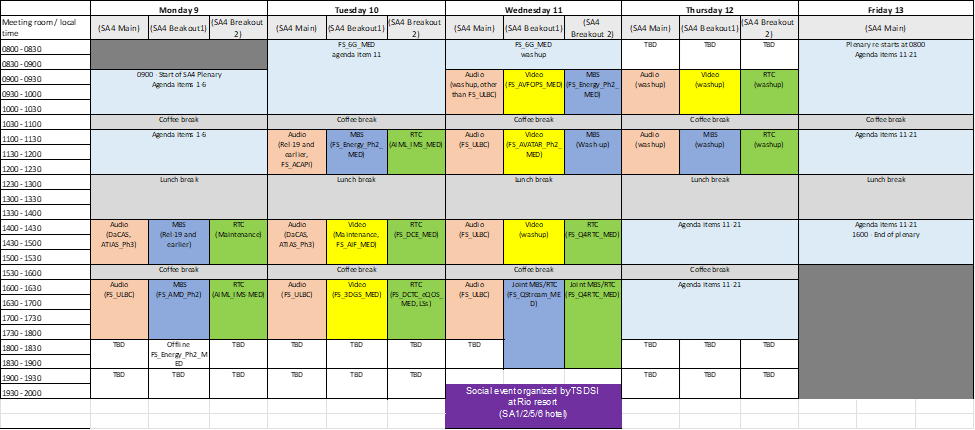 Monday 9 Tuesday 10 Wednesday 11 Thursday 12 Friday 13
Meeting room / local time (SA4 Main) (SA4 Beakout1) (SA4 Breakout 2) (SA4 Main) (SA4 Beakout1) (SA4 Breakout 2) (SA4 Main) (SA4 Beakout1) (SA4 Breakout 2) (SA4 Main) (SA4 Beakout1) (SA4 Breakout 2) (SA4 Main)
0800 - 0830 FS_6G_MED agenda item 11 FS_6G_MED washup TBD TBD TBD Plenary re-starts at 0800 Agenda items 11-21
0830 - 0900
0900 - 0930 0900 - Start of SA4 Plenary Agenda items 1-6 Audio (washup, other than FS_ULBC) Video (FS_AVFOPS_MED) MBS (FS_Energy_Ph2_MED) Audio (washup) Video (washup) RTC (washup)
0930 - 1000
1000 - 1030
1030 - 1100 Coffee break Coffee break Coffee break Coffee break Coffee break
1100 - 1130 Agenda items 1-6 Audio (Rel-19 and earlier, FS_ACAPI) MBS (FS_Energy_Ph2_MED) RTC (AIML_IMS_MED) Audio (FS_ULBC) Video (FS_AVATAR_Ph2_MED) MBS (Wash-up) Audio (washup) MBS (washup) RTC (washup) Agenda items 11-21
1130 - 1200
1200 - 1230
1230 - 1300 Lunch break Lunch break Lunch break Lunch break Lunch break
1300 - 1330
1330 - 1400
1400 - 1430 Audio (DaCAS, ATIAS_Ph3) MBS (Rel-19 and earlier) RTC (Maintenance) Audio (DaCAS, ATIAS_Ph3) Video (Maintenance, FS_AIF_MED) RTC (FS_DCE_MED) Audio (FS_ULBC) Video (washup) RTC (FS_Q4RTC_MED) Agenda items 11-21 Agenda items 11-21 1600 - End of plenary
1430 - 1500
1500 - 1530
1530 - 1600 Coffee break Coffee break Coffee break Coffee break
1600 - 1630 Audio (FS_ULBC) MBS (FS_AMD_Ph2) RTC (AIML_IMS-MED) Audio (FS_ULBC) Video (FS_3DGS_MED) RTC (FS_DCTC_eQOS_MED, LSs) Audio (FS_ULBC) Joint MBS/RTC (FS_QStream_MED) Joint MBS/RTC (FS_Q4RTC_MED) Agenda items 11-21
1630 - 1700
1700 - 1730
1730 - 1800
1800 - 1830 TBD Offline FS_Energy_Ph2_MED TBD TBD TBD TBD TBD TBD TBD TBD
1830 - 1900
1900 - 1930 TBD TBD TBD TBD TBD TBD TBD TBD TBD
1930 - 2000 Social event organized by TSDSI
at Rio resort
(SA1/2/5/6 hotel)